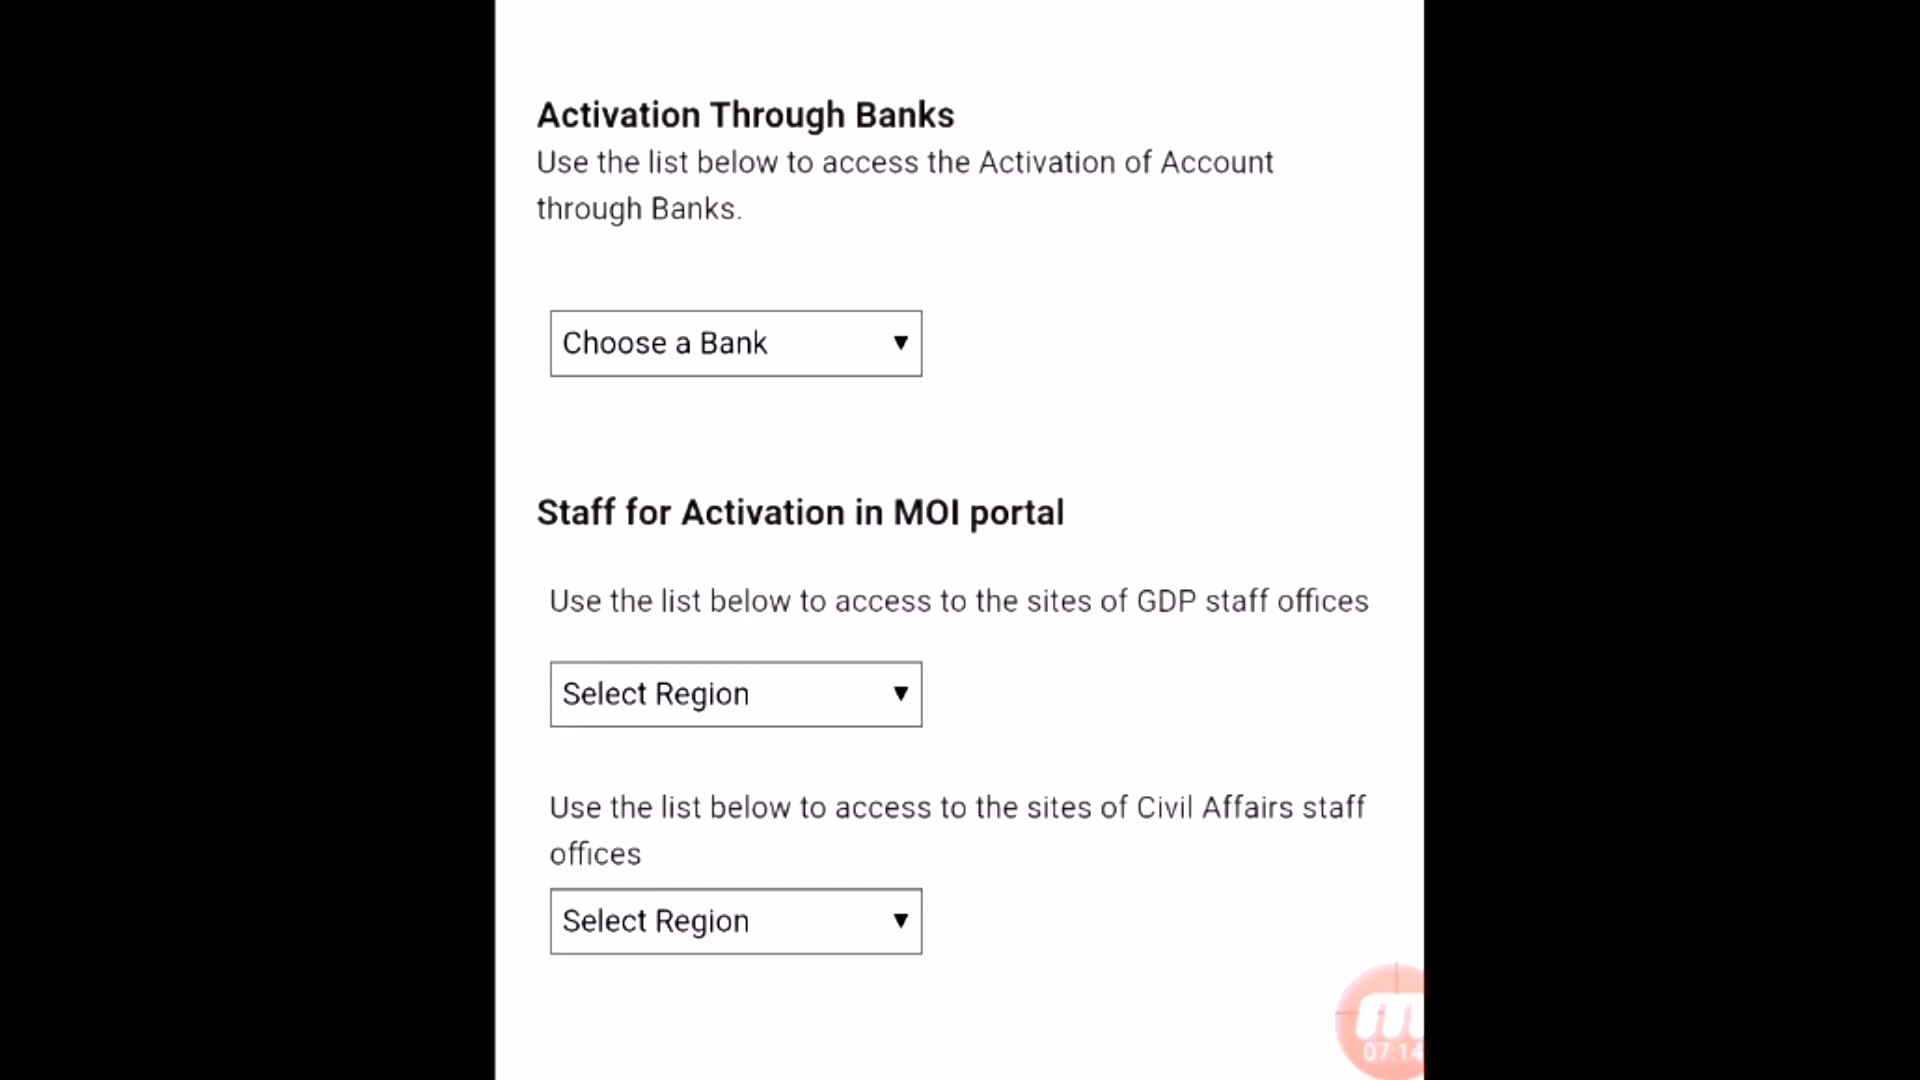 Activation Through Banks
Use the list below to access the Activation of Account
through Banks.
Choose a Bank
Staff for Activation in MOI portal
Use the list below to access to the sites of GDP staff offices
Select Region
Use the list below to access to the sites of Civil Affairs staff
offices
Select Region
07:14